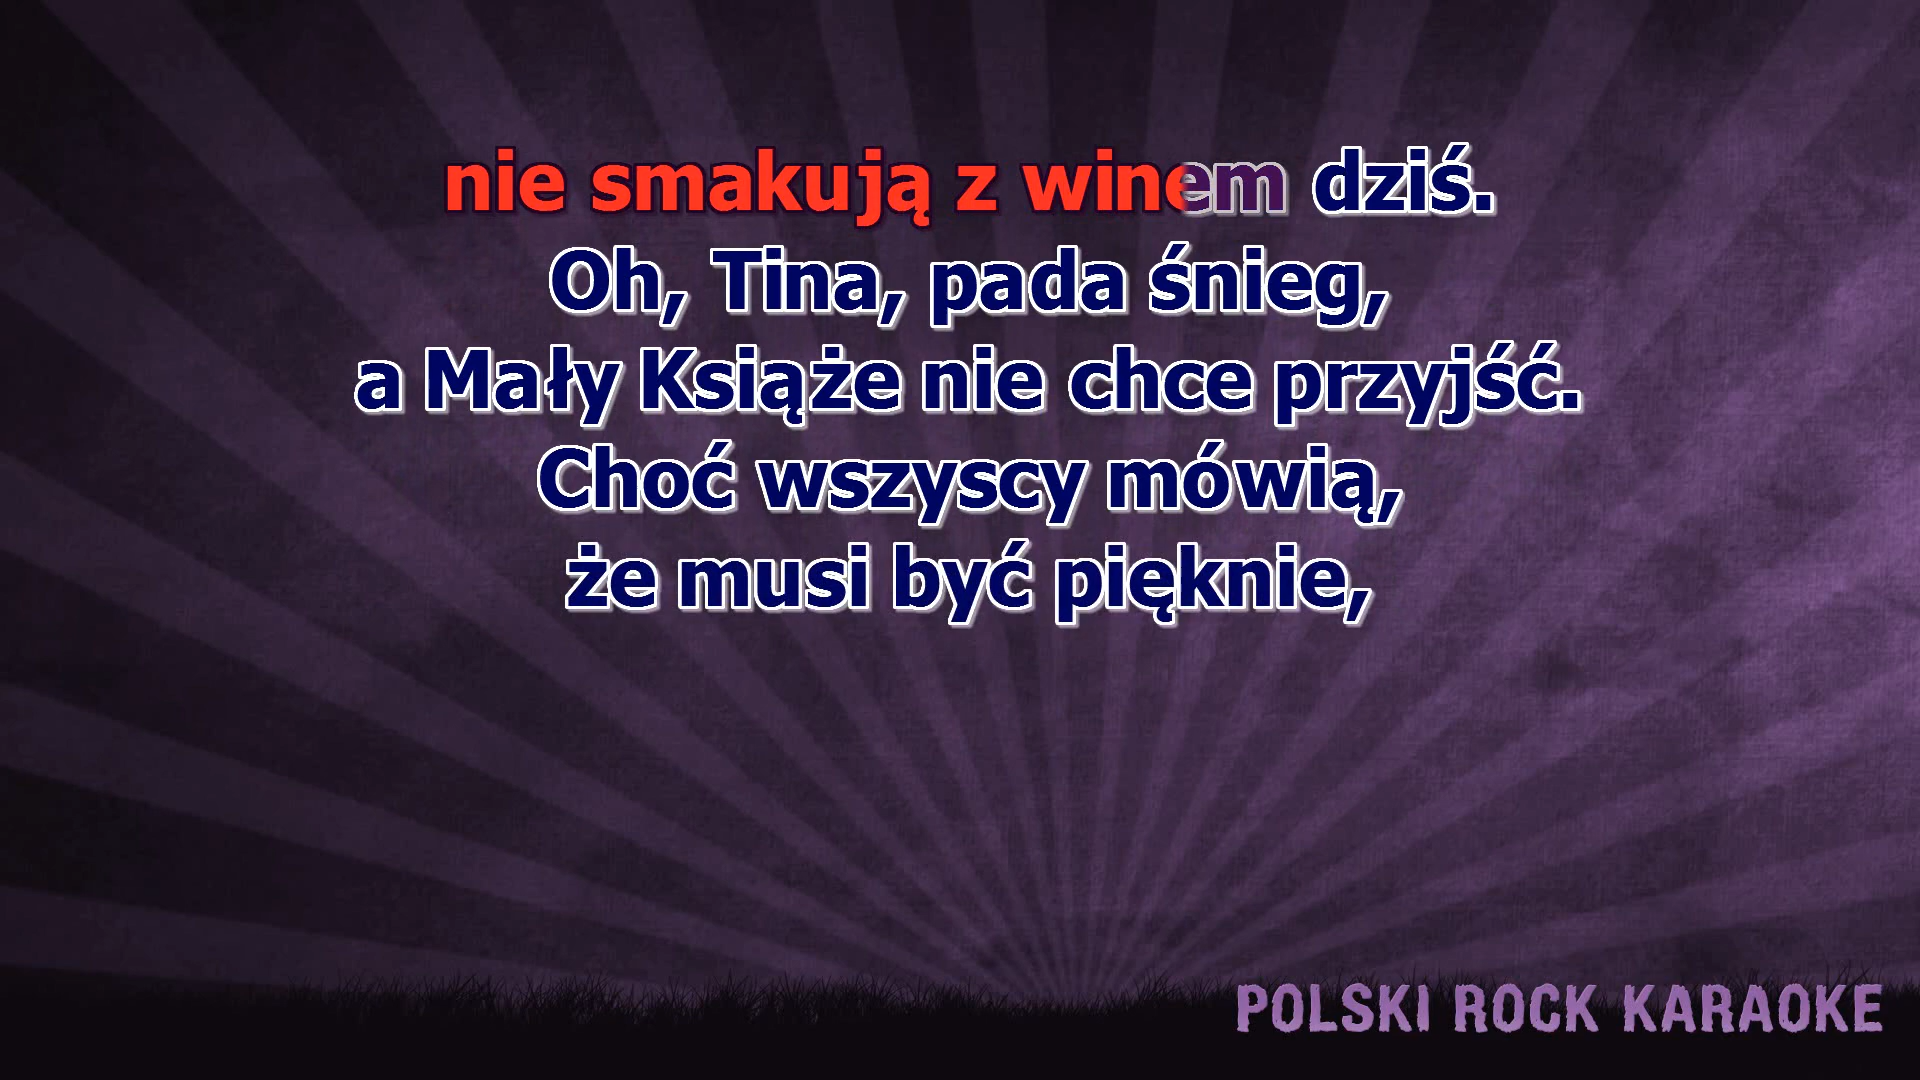 nie smakują z winem dziś.
Oh, Tina, pada śnieg,
a Mały Książe nie chce przyjść.
Choć wszyscy mówią,
że musi być pięknie,
POLSKI ROCK KARAOKE